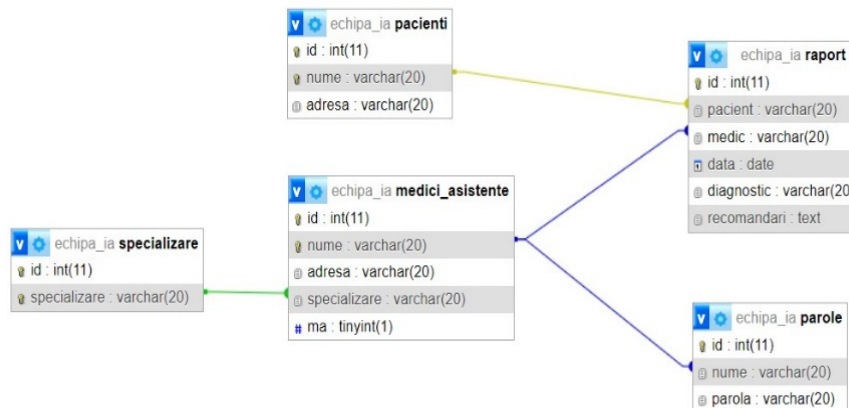 echipa_ia pacienti
id : int(11)
nume : varchar(20)
adresa : varchar(20)
echipa_ia raport
id : int(11)
pacient : varchar(20)
medic : varchar(20)
data : date
diagnostic : varchar(20
recomandari : text
echipa_ia medici_asistente
id : int(11)
nume : varchar(20)
adresa : varchar(20)
specializare : varchar(20)
# ma : tinyint(1)
echipa_ia specializare
id : int(11)
specializare : varchar(20)
echipa_ia parole
id : int(11)
nume : varchar(20)
parola : varchar(20)